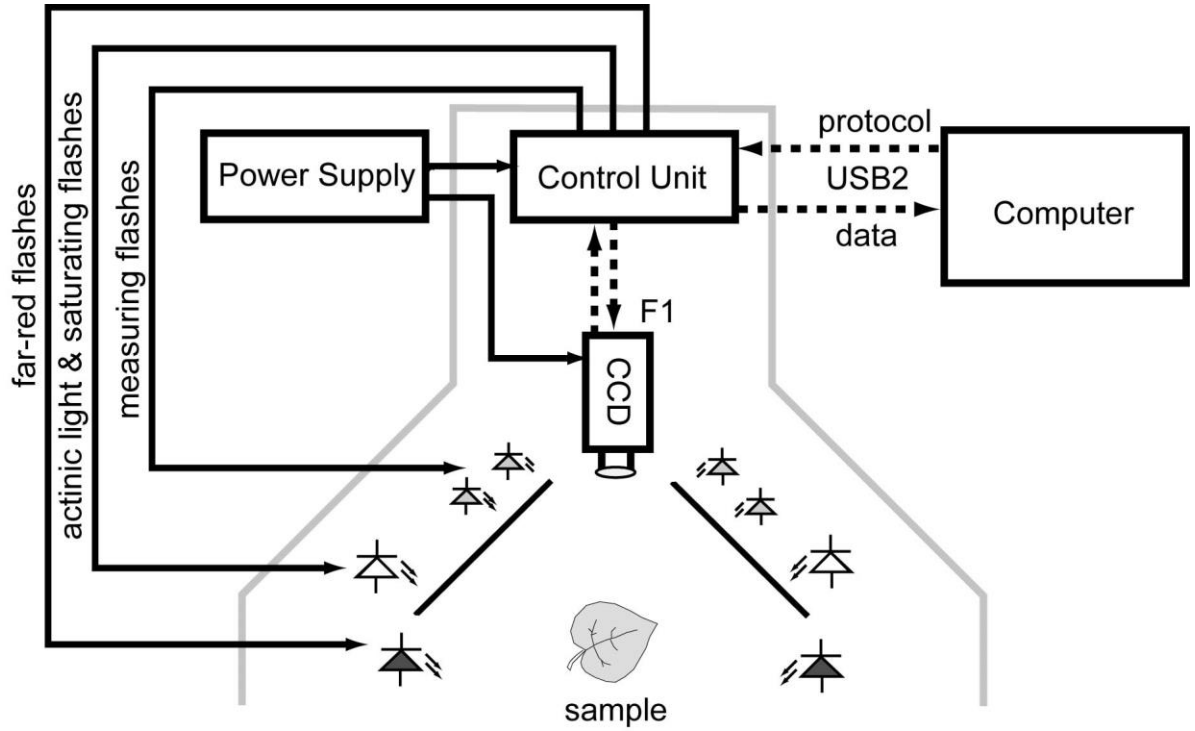 far-red flashes
actinic light & saturating flashes
measuring flashes
Power Supply
Control Unit
protocol
USB2
data
Computer
F1
CCD
sample